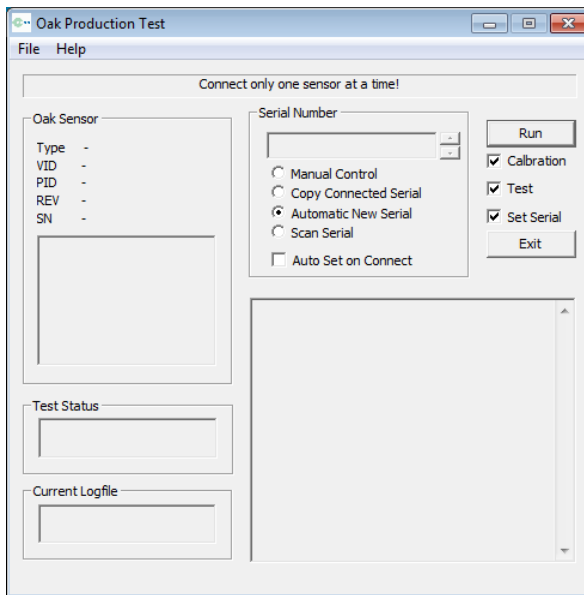 Oak Production Test
File Help
Connect only one sensor at a time!
Oak Sensor
Type -
VID -
PID -
REV -
SN -
Serial Number
Manual Control
Copy Connected Serial
Automatic New Serial
Scan Serial
Auto Set on Connect
Run
Calbration
Test
Set Serial
Exit
Test Status
Current Logfile